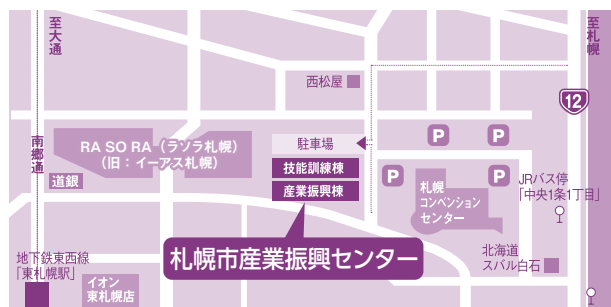 至大通
至札幌
西松屋
12
南郷通
RA SO RA（ラソラ札幌）
（旧：イーアス札幌）
道銀
駐車場
技能訓練棟
産業振興棟
P
P
P
P
札幌
コンベンション
センター
JRバス停
「中央1条1丁目」
札幌市産業振興センター
地下鉄東西線
「東札幌駅」
イオン
東札幌店
北海道
スバル白石